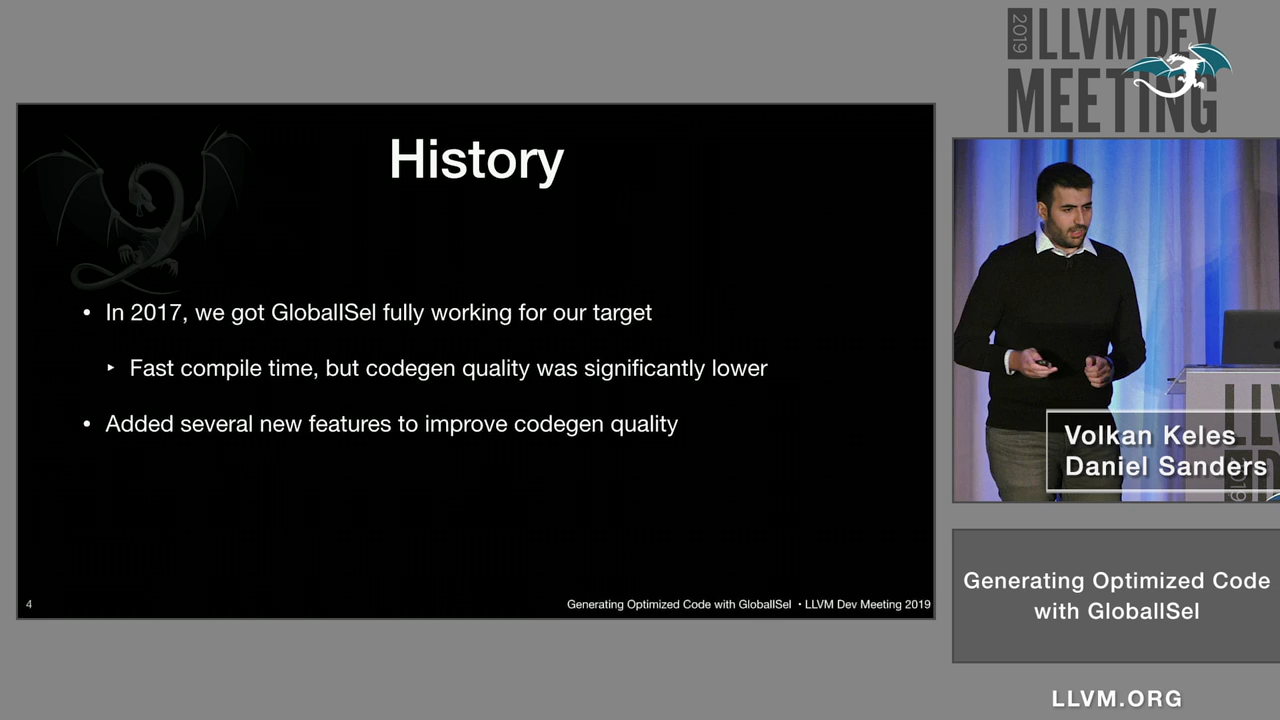 2019 LLVM DEV
MEETING
History
• In 2017, we got GlobalISel fully working for our target
‣ Fast compile time, but codegen quality was significantly lower
• Added several new features to improve codegen quality
4
Generating Optimized Code with GlobalISel • LLVM Dev Meeting 2019
Volkan Keles
Daniel Sanders
Generating Optimized Code
with GlobalISel
LLVM.ORG